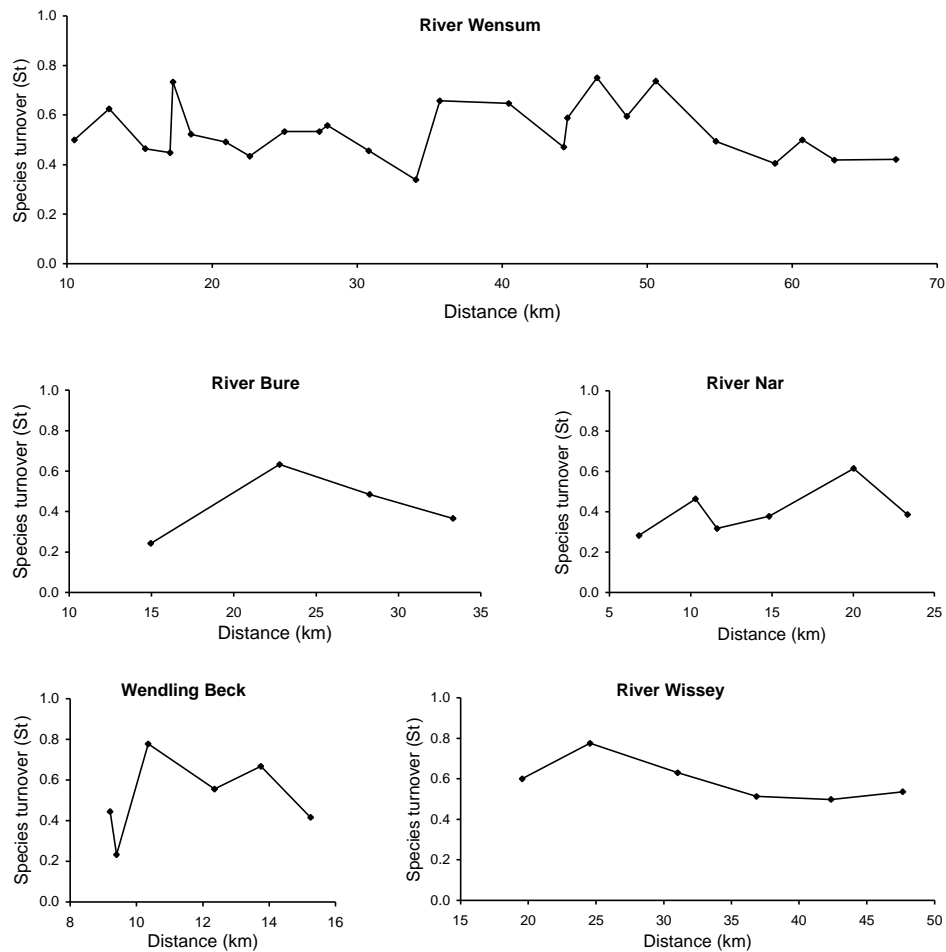 River Wensum
Species turnover (St)
1.0
0.8
0.6
0.4
0.2
0.0
10 20 30 40 50 60 70
Distance (km)
River Bure
Species turnover (St)
1.0
0.8
0.6
0.4
0.2
0.0
10 15 20 25 30 35
Distance (km)
River Nar
Species turnover (St)
1.0
0.8
0.6
0.4
0.2
0.0
5 10 15 20 25
Distance (km)
Wendling Beck
Species turnover (St)
1.0
0.8
0.6
0.4
0.2
0.0
8 10 12 14 16
Distance (km)
River Wissey
Species turnover (St)
1.0
0.8
0.6
0.4
0.2
0.0
15 20 25 30 35 40 45 50
Distance (km)